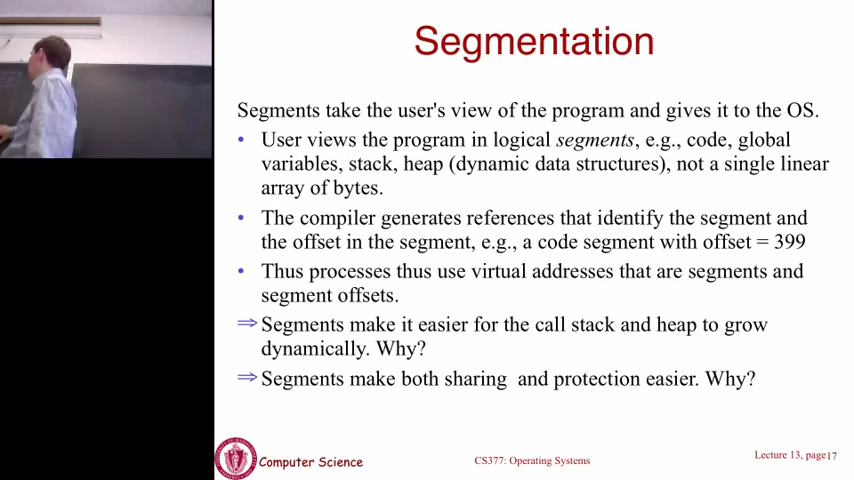 Segmentation
Segments take the user's view of the program and gives it to the OS.
• User views the program in logical segments, e.g., code, global
variables, stack, heap (dynamic data structures), not a single linear
array of bytes.
• The compiler generates references that identify the segment and
the offset in the segment, e.g., a code segment with offset = 399
• Thus processes thus use virtual addresses that are segments and
segment offsets.
⇒ Segments make it easier for the call stack and heap to grow
dynamically. Why?
⇒ Segments make both sharing and protection easier. Why?
Computer Science
CS377: Operating Systems
Lecture 13, page17